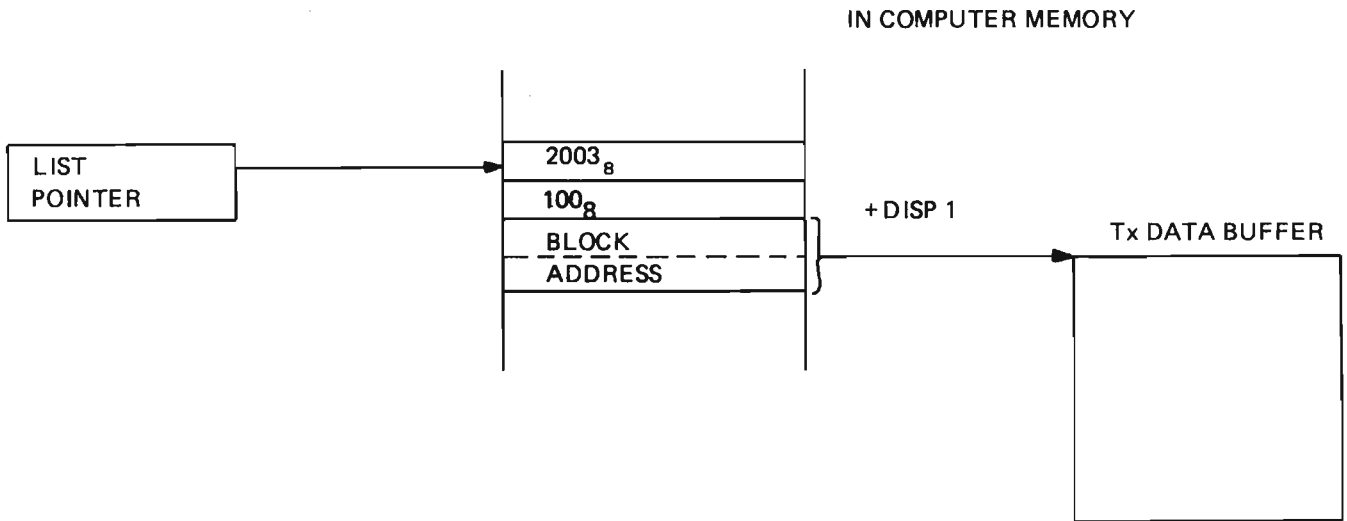 IN COMPUTER MEMORY
LIST
POINTER
2003₈
100₈
BLOCK
ADDRESS
+ DISP 1
Tx DATA BUFFER